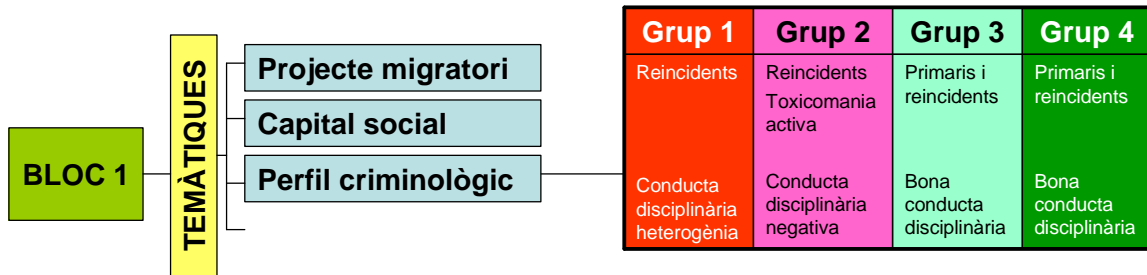 BLOC 1
TEMÀTIQUES
Projecte migratori
Capital social
Perfil criminològic
Grup 1
Reincidents
Conducta
disciplinària
heterogènia
Grup 2
Reincidents
Toxicomania
activa
Conducta
disciplinària
negativa
Grup 3
Primaris i
reincidents
Bona
conducta
disciplinària
Grup 4
Primaris i
reincidents
Bona
conducta
disciplinària